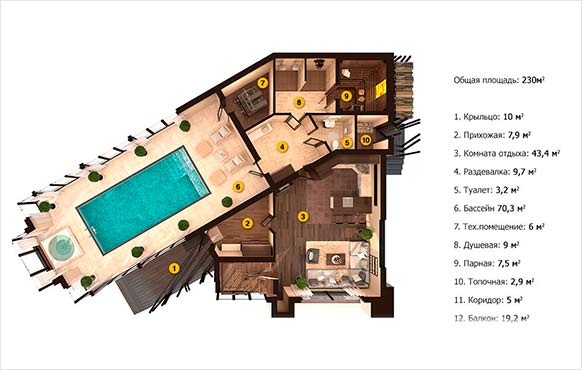 Общая площадь: 230м²
1. Крыльцо: 10 м²
2. Прихожая: 7,9 м²
3. Комната отдыха: 43,4 м²
4. Раздевалка: 9,7 м²
5. Туалет: 3,2 м²
6. Бассейн 70,3 м²
7. Тех.помещение: 6 м²
8. Душевая: 9 м²
9. Парная: 7,5 м²
10. Топочная: 2,9 м²
11. Коридор: 5 м²
12. Балкон: 19,2 м²
7
8
9
4
5
10
6
3
2
1